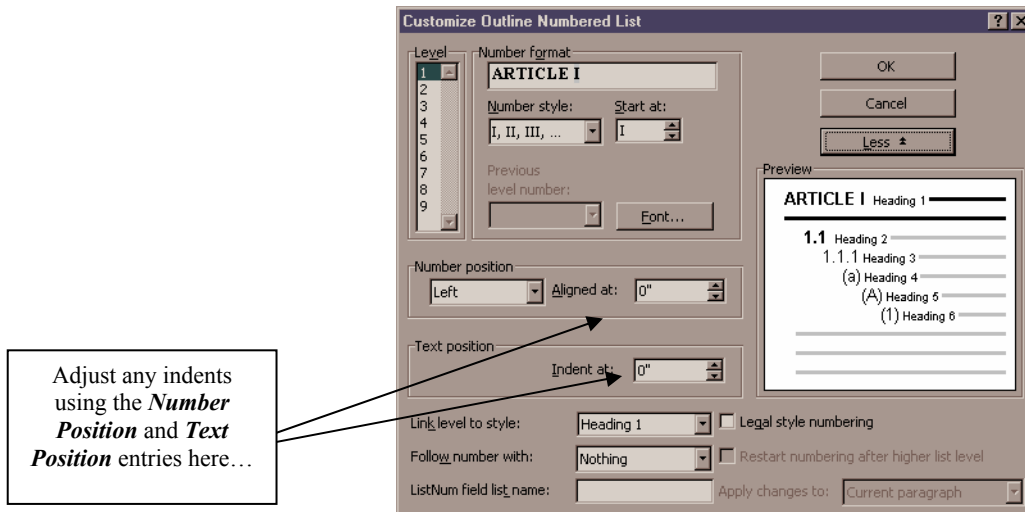 Customize Outline Numbered List
Level
1
2
3
4
5
6
7
8
9
Number format
ARTICLE I
Number style:
Start at:
I, II, III, ...
I
Previous
level number:
Font...
OK
Cancel
Less
Preview
ARTICLE I Heading 1
1.1 Heading 2
1.1.1 Heading 3
(a) Heading 4
(A) Heading 5
(1) Heading 6
Number position
Left
Aligned at:
0"
Text position
Indent at:
0"
Adjust any indents
using the Number
Position and Text
Position entries here…
Link level to style:
Heading 1
Legal style numbering
Follow number with:
Nothing
Restart numbering after higher list level
ListNum field list name:
Apply changes to:
Current paragraph